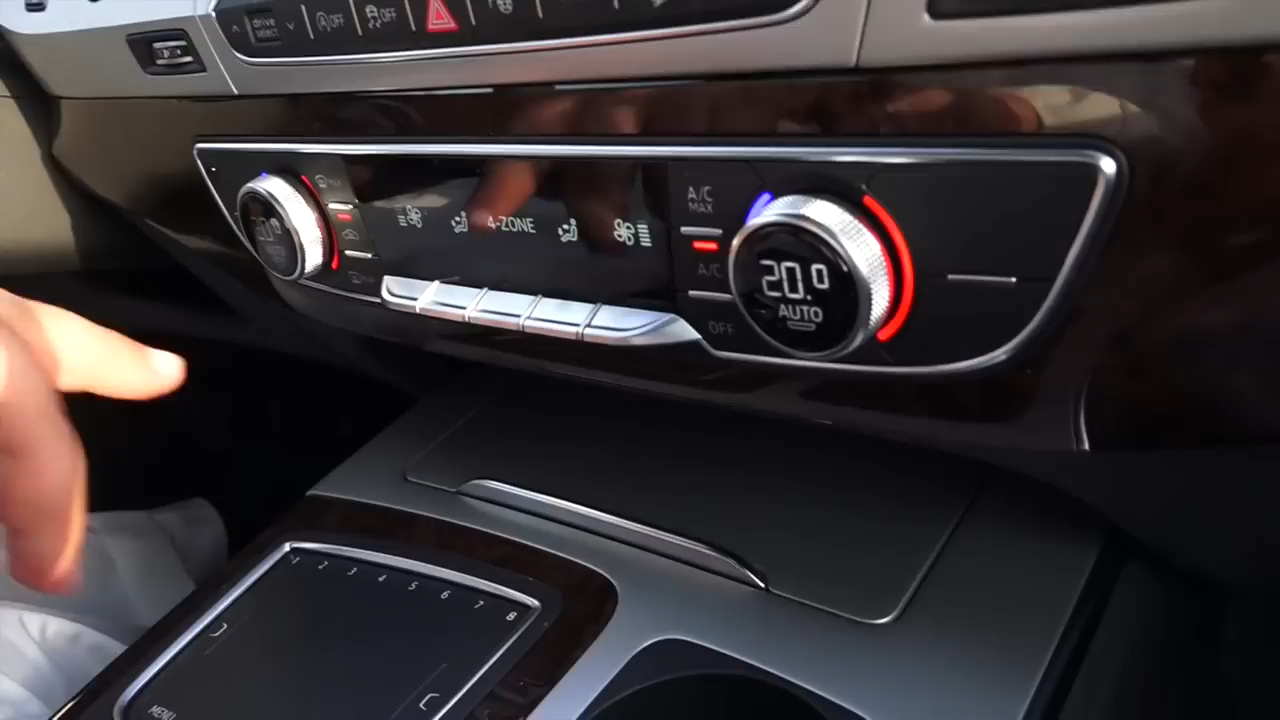 drive
select
OFF
OFF
A/C
MAX
4-ZONE
A/C
20.0
20.0
AUTO
OFF
1 2 3 4 5 6 7 8
MENU